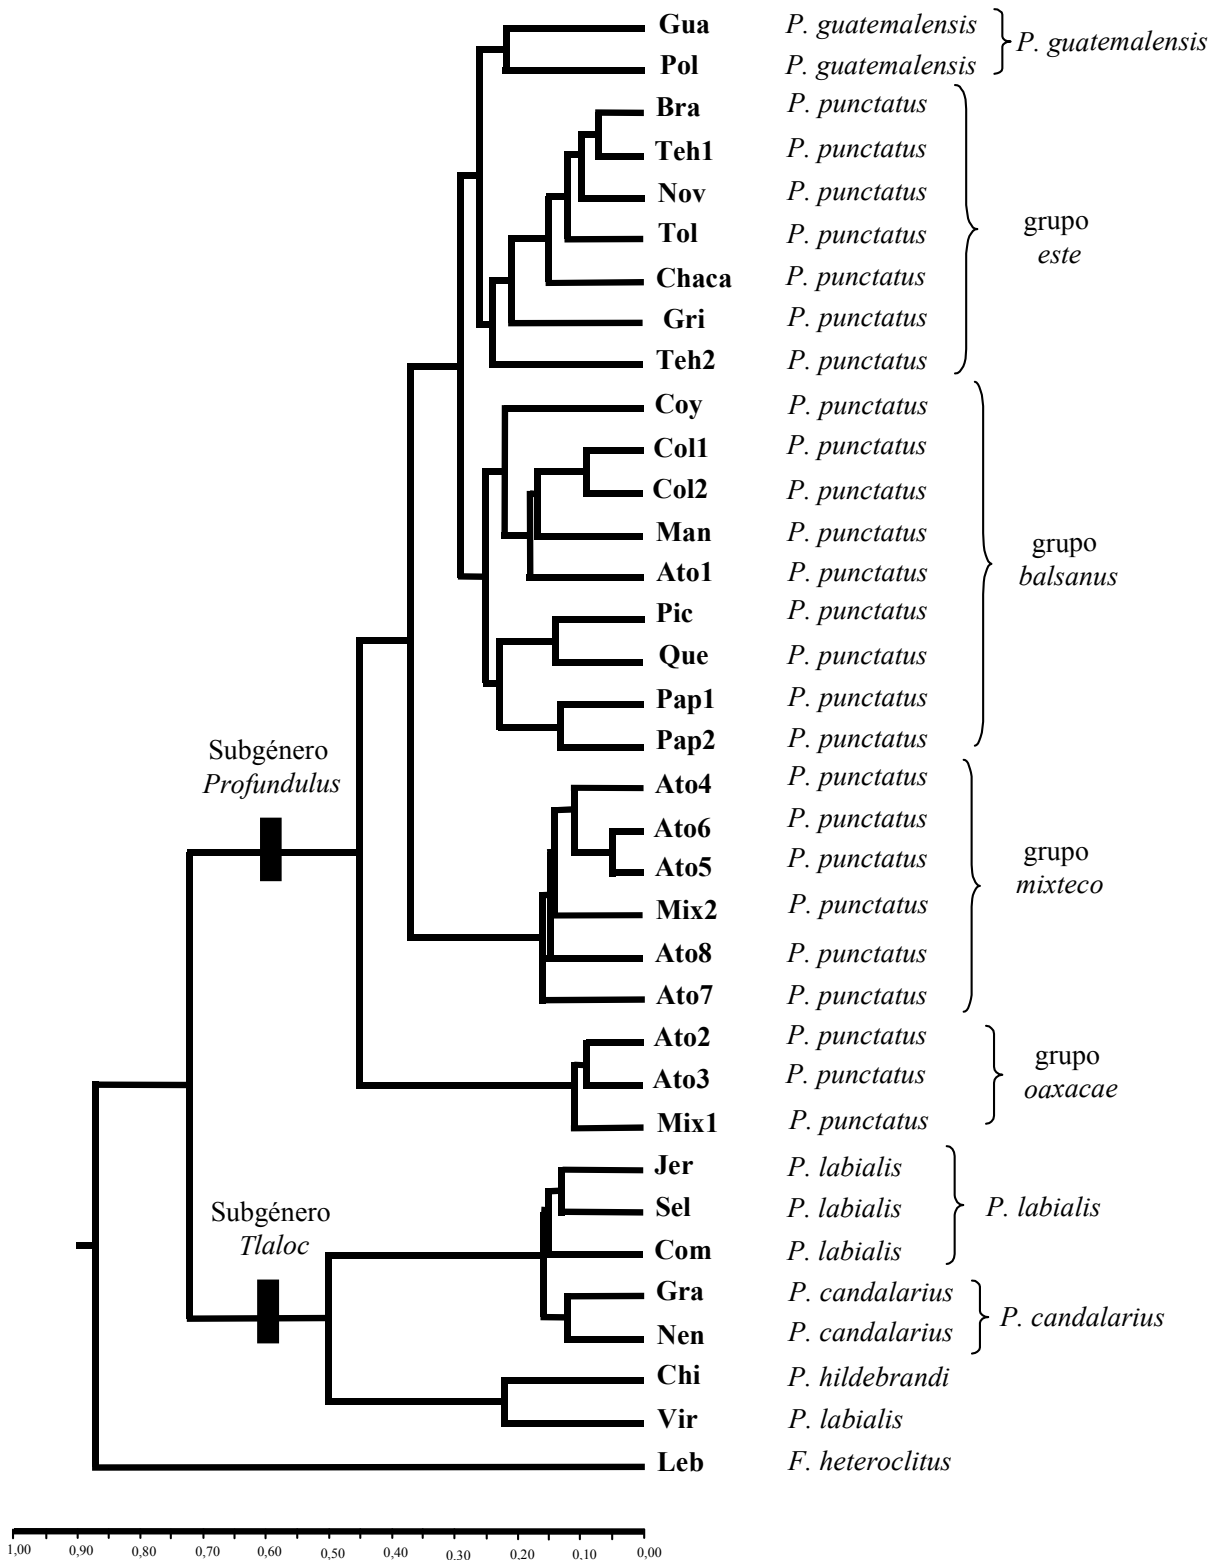 Gua P. guatemalensis
P. guatemalensis
Pol P. guatemalensis
Bra P. punctatus
Teh1 P. punctatus
Nov P. punctatus
Tol P. punctatus
grupo
este
Chaca P. punctatus
Gri P. punctatus
Teh2 P. punctatus
Coy P. punctatus
Col1 P. punctatus
Col2 P. punctatus
Man P. punctatus
grupo
balsanus
Ato1 P. punctatus
Pic P. punctatus
Que P. punctatus
Pap1 P. punctatus
Pap2 P. punctatus
Subgénero
Profundulus
Ato4 P. punctatus
Ato6 P. punctatus
Ato5 P. punctatus
grupo
mixteco
Mix2 P. punctatus
Ato8 P. punctatus
Ato7 P. punctatus
Ato2 P. punctatus
Ato3 P. punctatus
grupo
oaxacae
Mix1 P. punctatus
Jer P. labialis
Sel P. labialis
P. labialis
Subgénero
Tlaloc
Com P. labialis
Gra P. candalarius
P. candalarius
Nen P. candalarius
Chi P. hildebrandi
Vir P. labialis
Leb F. heteroclitus
1,00 0,90 0,80 0,70 0,60 0,50 0,40 0,30 0,20 0,10 0,00